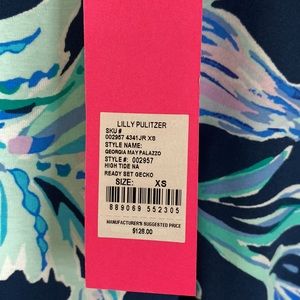 LILLY PULITZER
SKU #
002957 4341JR XS
STYLE NAME:
GEORGIA MAY PALAZZO
STYLE #: 002957
HIGH TIDE NA
READY SET GECKO
SIZE: XS
889069 552305
MANUFACTURER'S SUGGESTED PRICE
$128.00